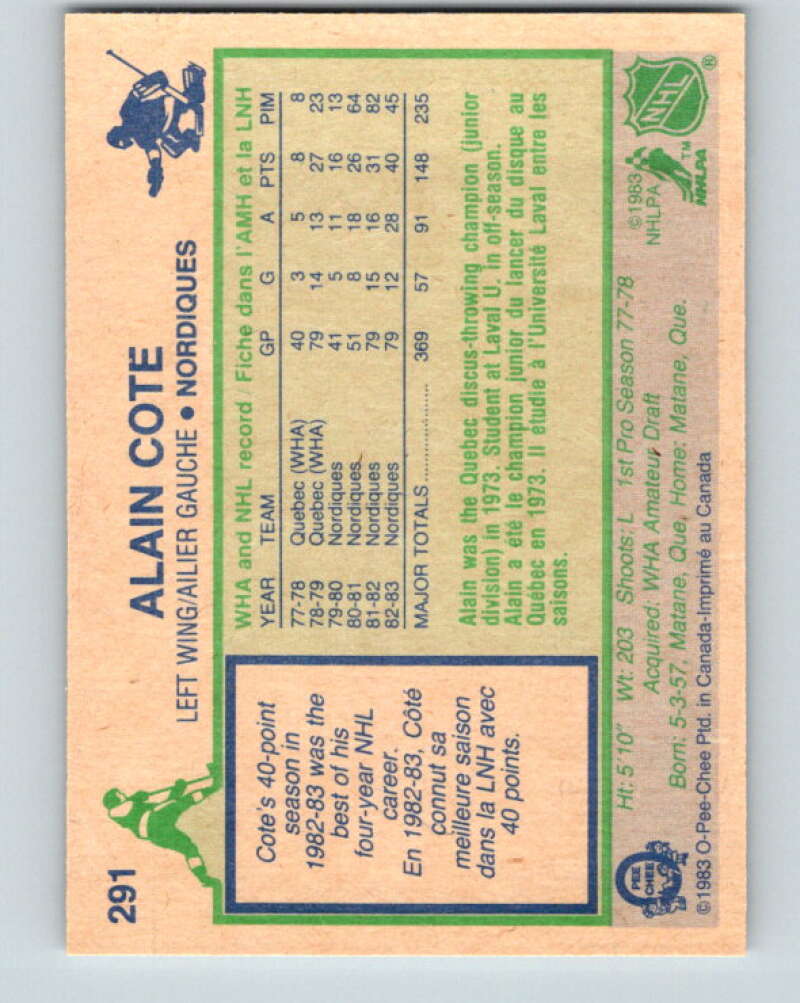 291
ALAIN COTE
LEFT WING/AILIER GAUCHE • NORDIQUES
Cote's 40-point
season in
1982-83 was the
best of his
four-year NHL
career.
En 1982-83, Côté
connut sa
meilleure saison
dans la LNH avec
40 points.
WHA and NHL record / Fiche dans l'AMH et la LNH
YEAR TEAM GP G A PTS PIM
77-78 Quebec (WHA) 40 3 5 8 8
78-79 Quebec (WHA) 79 14 13 27 23
79-80 Nordiques 41 5 11 16 13
80-81 Nordiques 51 8 18 26 64
81-82 Nordiques 79 15 16 31 82
82-83 Nordiques 79 12 28 40 45
MAJOR TOTALS .................. 369 57 91 148 235
Alain was the Quebec discus-throwing champion (junior
division) in 1973. Student at Laval U. in off-season.
Alain a été le champion junior du lancer du disque au
Québec en 1973. Il étudie à l'Université Laval entre les
saisons.
Ht: 5'10" Wt: 203 Shoots: L 1st Pro Season 77-78
Acquired: WHA Amateur Draft
Born: 5-3-57, Matane, Que, Home: Matane, Que.
©1983 O-Pee-Chee Ptd. in Canada-Imprimé au Canada
PEE
CHEE
©1983
NHLPA
NHL
®
NHLPA
TM